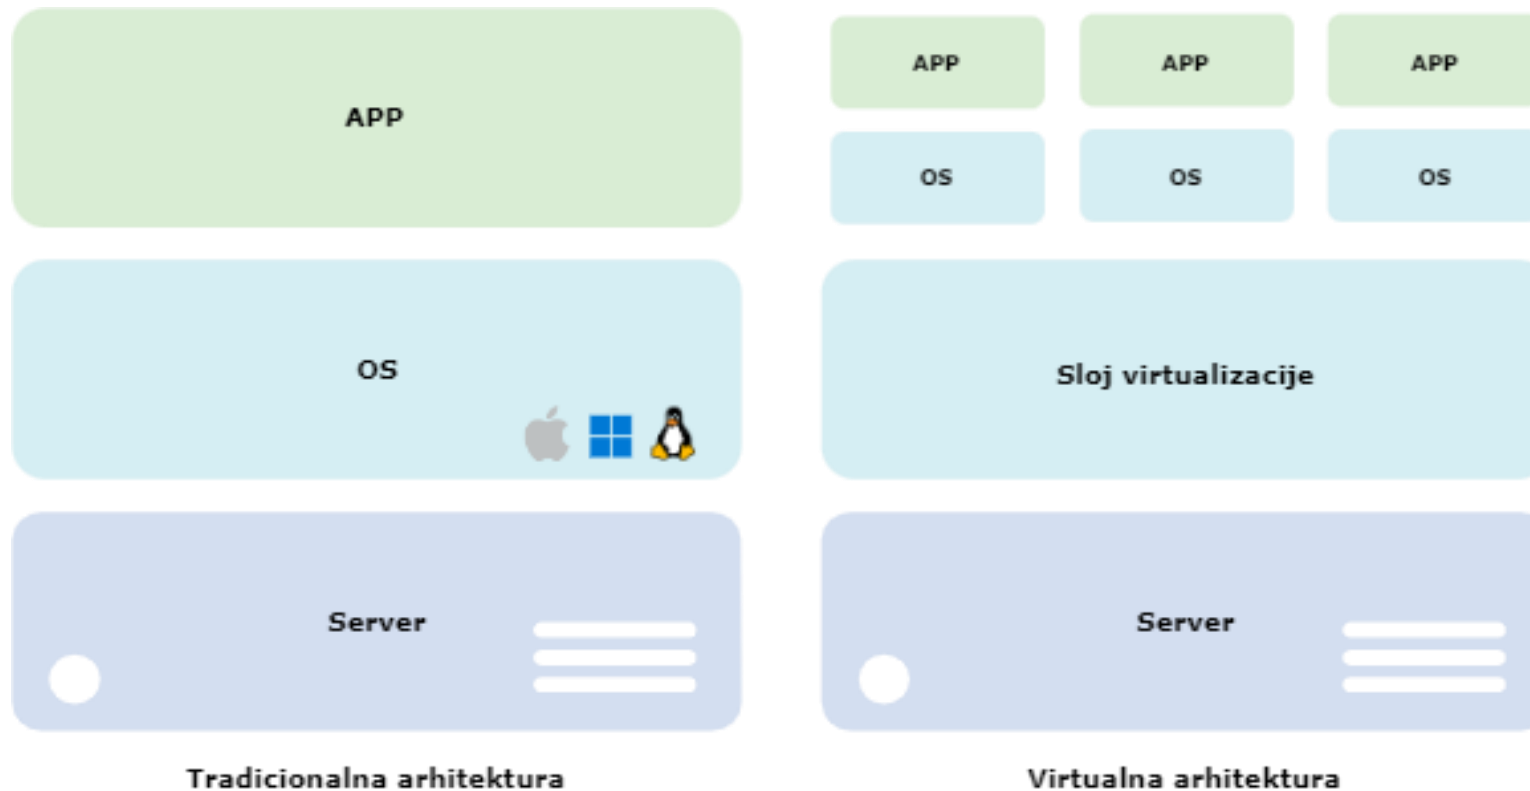 APP
OS
Server
Tradicionalna arhitektura
APP APP APP
OS OS OS
Sloj virtualizacije
Server
Virtualna arhitektura